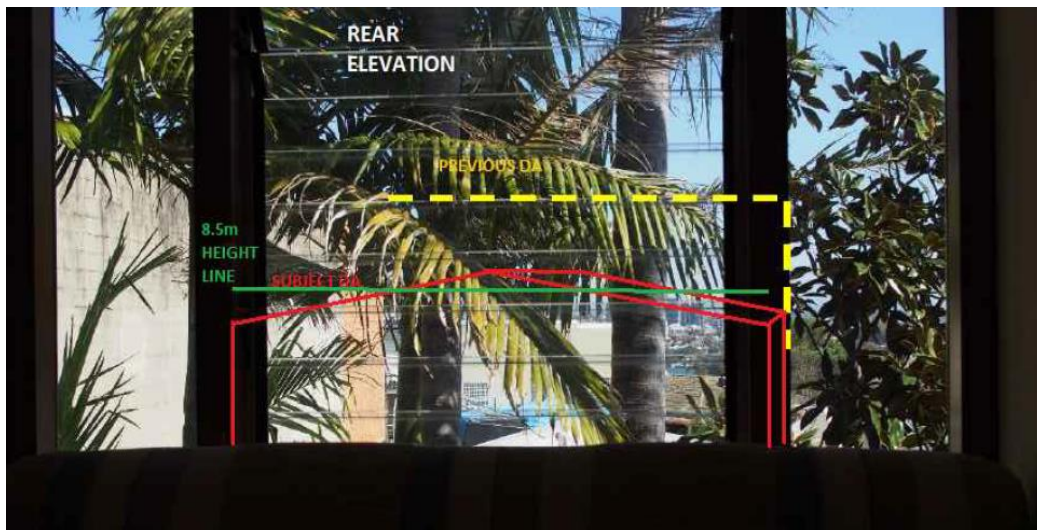 REAR
ELEVATION
PREVIOUS DA
8.5m
HEIGHT
LINE
SUBJECT DA